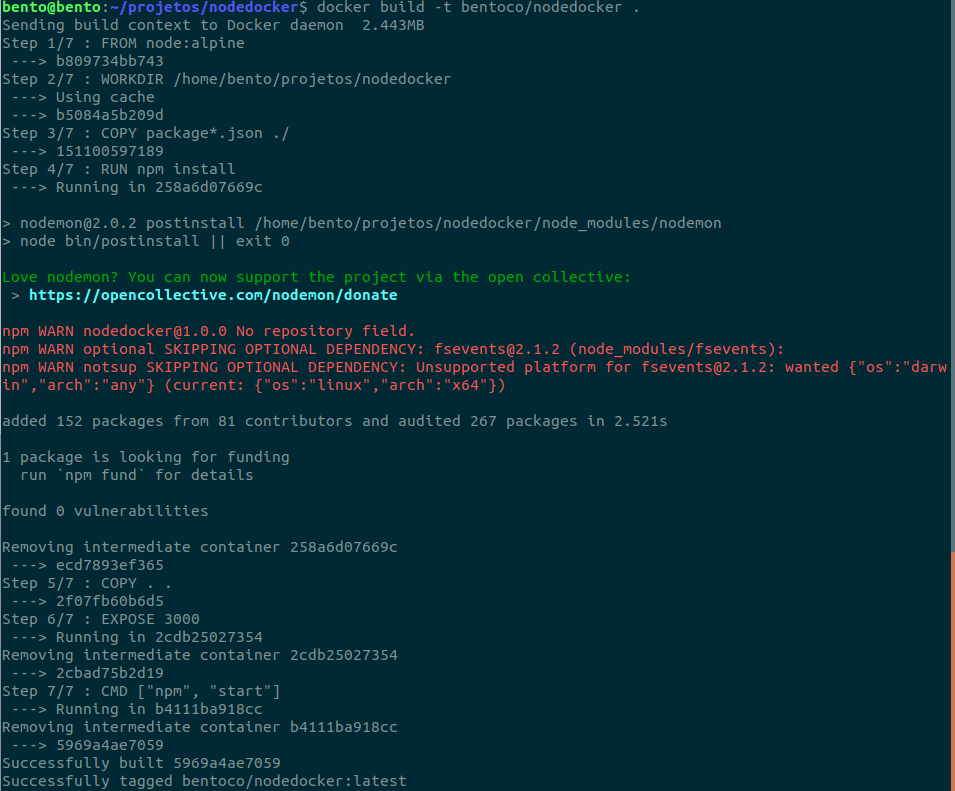 bento@bento:~/projetos/nodedocker$ docker build -t bentoco/nodedocker .
Sending build context to Docker daemon  2.443MB
Step 1/7 : FROM node:alpine
 ---> b809734bb743
Step 2/7 : WORKDIR /home/bento/projetos/nodedocker
 ---> Using cache
 ---> b5084a5b209d
Step 3/7 : COPY package*.json ./
 ---> 151100597189
Step 4/7 : RUN npm install
 ---> Running in 258a6d07669c
> nodemon@2.0.2 postinstall /home/bento/projetos/nodedocker/node_modules/nodemon
> node bin/postinstall || exit 0
Love nodemon? You can now support the project via the open collective:
 > https://opencollective.com/nodemon/donate
npm WARN nodedocker@1.0.0 No repository field.
npm WARN optional SKIPPING OPTIONAL DEPENDENCY: fsevents@2.1.2 (node_modules/fsevents):
npm WARN notsup SKIPPING OPTIONAL DEPENDENCY: Unsupported platform for fsevents@2.1.2: wanted {"os":"darw
in","arch":"any"} (current: {"os":"linux","arch":"x64"})
added 152 packages from 81 contributors and audited 267 packages in 2.521s
1 package is looking for funding
  run `npm fund` for details
found 0 vulnerabilities
Removing intermediate container 258a6d07669c
 ---> ecd7893ef365
Step 5/7 : COPY . .
 ---> 2f07fb60b6d5
Step 6/7 : EXPOSE 3000
 ---> Running in 2cdb25027354
Removing intermediate container 2cdb25027354
 ---> 2cbad75b2d19
Step 7/7 : CMD ["npm", "start"]
 ---> Running in b4111ba918cc
Removing intermediate container b4111ba918cc
 ---> 5969a4ae7059
Successfully built 5969a4ae7059
Successfully tagged bentoco/nodedocker:latest